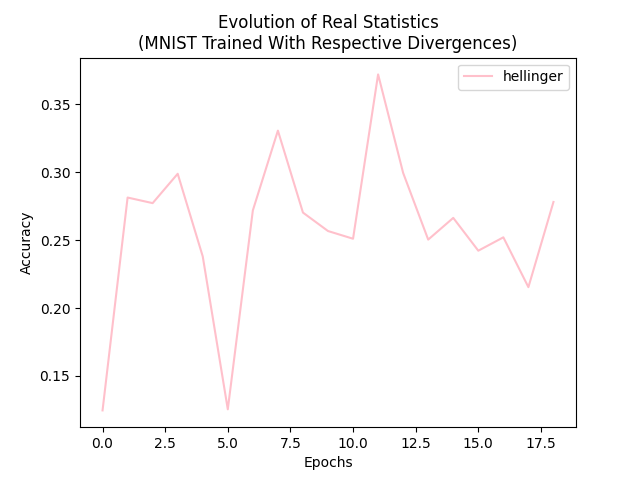 Evolution of Real Statistics
(MNIST Trained With Respective Divergences)
hellinger
Accuracy
0.35
0.30
0.25
0.20
0.15
0.0 2.5 5.0 7.5 10.0 12.5 15.0 17.5
Epochs